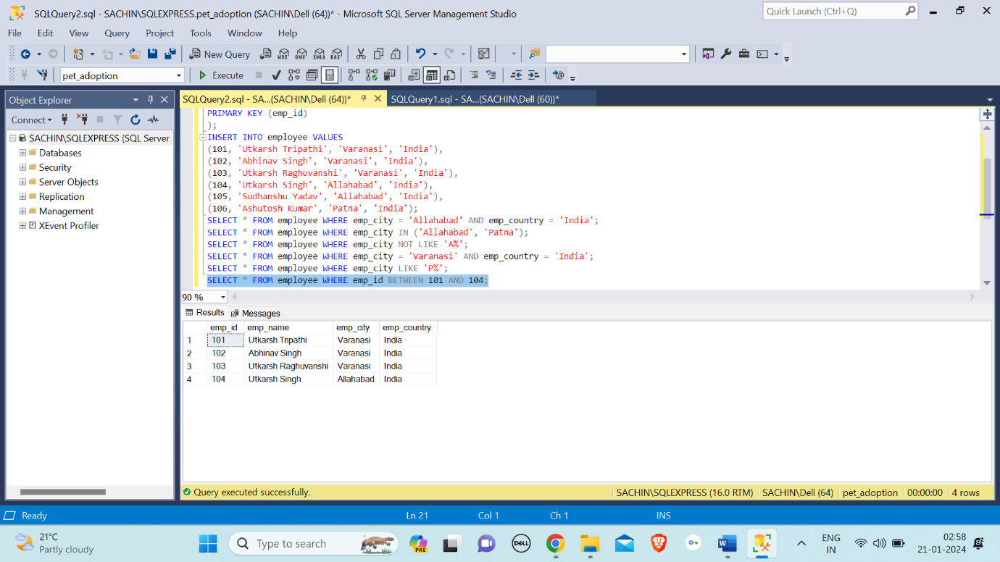 SQLQuery2.sql - SACHIN\SQLEXPRESS.pet_adoption (SACHIN\Dell (64))* - Microsoft SQL Server Management Studio
Quick Launch (Ctrl+Q)
File Edit View Query Project Tools Window Help
New Query MDX DMX XMLA DAX
pet_adoption Execute
Object Explorer
SQLQuery2.sql - SA...(SACHIN\Dell (64))* SQLQuery1.sql - SA...(SACHIN\Dell (60))*
Connect
SACHIN\SQLEXPRESS (SQL Server
Databases
Security
Server Objects
Replication
Management
XEvent Profiler
PRIMARY KEY (emp_id)
);
INSERT INTO employee VALUES
(101, 'Utkarsh Tripathi', 'Varanasi', 'India'),
(102, 'Abhinav Singh', 'Varanasi', 'India'),
(103, 'Utkarsh Raghuvanshi', 'Varanasi', 'India'),
(104, 'Utkarsh Singh', 'Allahabad', 'India'),
(105, 'Sudhanshu Yadav', 'Allahabad', 'India'),
(106, 'Ashutosh Kumar', 'Patna', 'India');
SELECT * FROM employee WHERE emp_city = 'Allahabad' AND emp_country = 'India';
SELECT * FROM employee WHERE emp_city IN ('Allahabad', 'Patna');
SELECT * FROM employee WHERE emp_city NOT LIKE 'A%';
SELECT * FROM employee WHERE emp_city = 'Varanasi' AND emp_country = 'India';
SELECT * FROM employee WHERE emp_city LIKE 'P%';
SELECT * FROM employee WHERE emp_id BETWEEN 101 AND 104;
90 %
Results Messages
emp_id emp_name emp_city emp_country
1 101 Utkarsh Tripathi Varanasi India
2 102 Abhinav Singh Varanasi India
3 103 Utkarsh Raghuvanshi Varanasi India
4 104 Utkarsh Singh Allahabad India
Query executed successfully. SACHIN\SQLEXPRESS (16.0 RTM) SACHIN\Dell (64) pet_adoption 00:00:00 4 rows
Ready Ln 21 Col 1 Ch 1 INS
21°C
Partly cloudy
Type to search
PRE
DELL
W
ENG
IN
02:58
21-01-2024